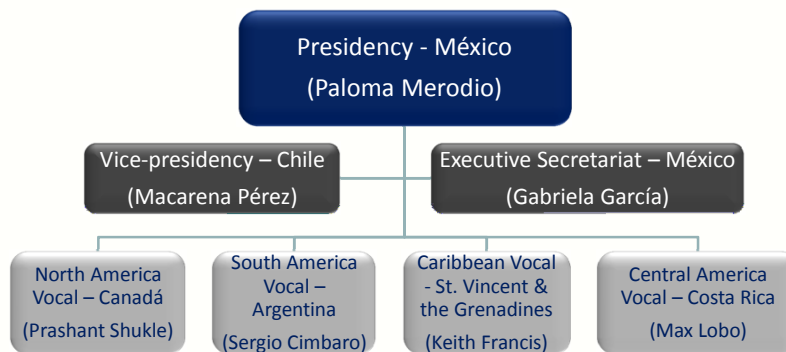 Presidency - México
(Paloma Merodio)
Vice-presidency – Chile
(Macarena Pérez)
Executive Secretariat – México
(Gabriela García)
North America
Vocal – Canadá
(Prashant Shukle)
South America
Vocal –
Argentina
(Sergio Cimbaro)
Caribbean Vocal
- St. Vincent &
the Grenadines
(Keith Francis)
Central America
Vocal – Costa Rica
(Max Lobo)